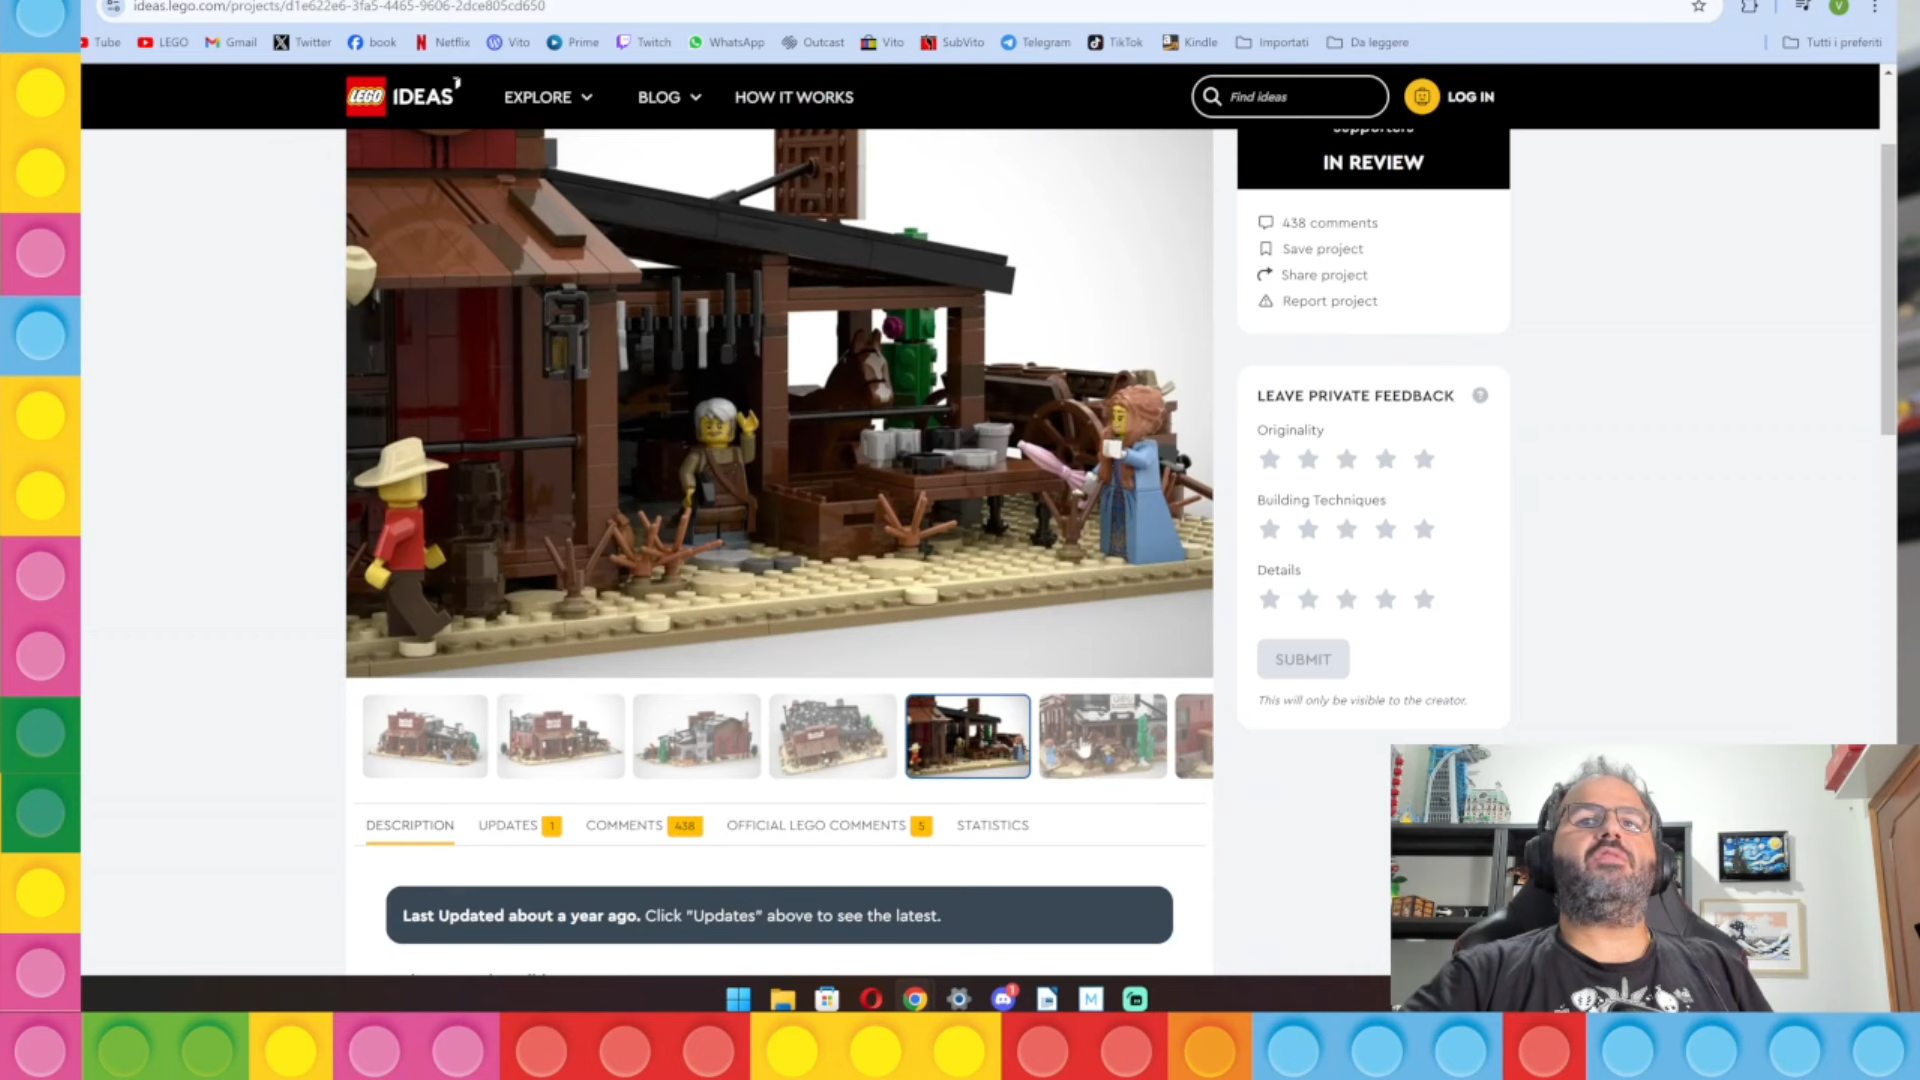 ideas.lego.com/projects/d1e622e6-3fa5-4465-9606-2dce805cd650
V
Tube LEGO Gmail Twitter book Netflix Vito Prime Twitch WhatsApp Outcast Vito SubVito Telegram TikTok Kindle Importati Da leggere Tutti i preferiti
LEGO IDEAS EXPLORE BLOG HOW IT WORKS Find ideas LOG IN
supporters
IN REVIEW
438 comments
Save project
Share project
Report project
LEAVE PRIVATE FEEDBACK ?
Originality
Building Techniques
Details
SUBMIT
This will only be visible to the creator.
DESCRIPTION UPDATES 1 COMMENTS 438 OFFICIAL LEGO COMMENTS 5 STATISTICS
Last Updated about a year ago. Click "Updates" above to see the latest.
1
M